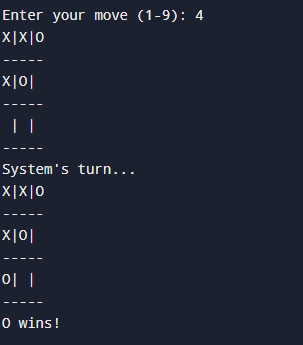 Enter your move (1-9): 4
X|X|O
-----
X|O|
-----
 | |
-----
System's turn...
X|X|O
-----
X|O|
-----
O| |
-----
O wins!